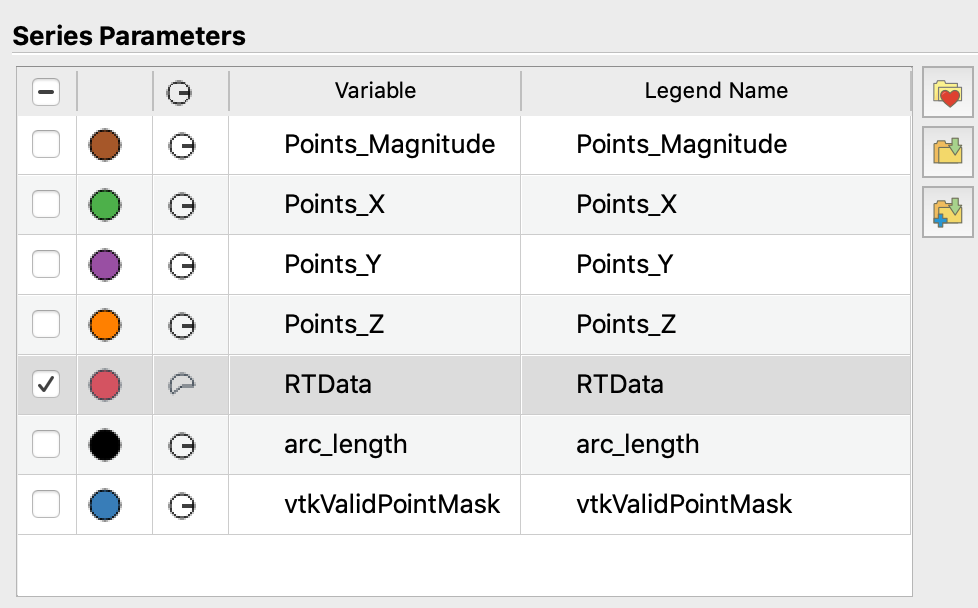 Series Parameters
Variable Legend Name
Points_Magnitude Points_Magnitude
Points_X Points_X
Points_Y Points_Y
Points_Z Points_Z
RTData RTData
arc_length arc_length
vtkValidPointMask vtkValidPointMask